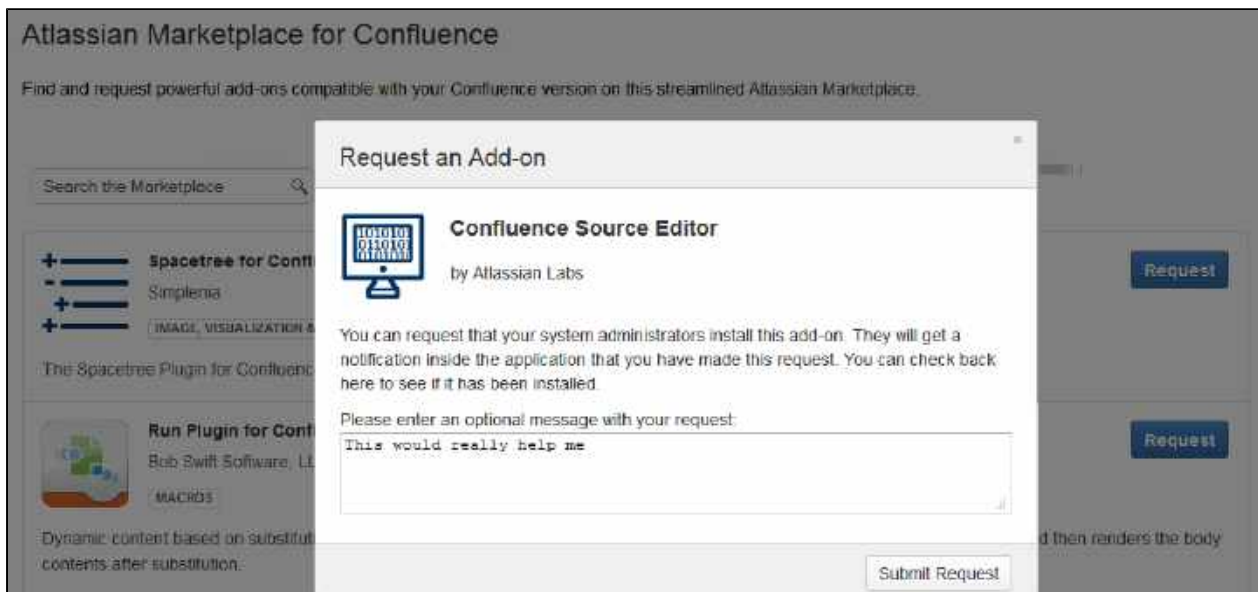 Atlassian Marketplace for Confluence
Find and request powerful add-ons compatible with your Confluence version on this streamlined Atlassian Marketplace.
Request an Add-on
Search the Marketplace
Confluence Source Editor
by Atlassian Labs
Spacetree for Confl
Simplenia
IMAGE, VISUALIZATION &
Request
You can request that your system administrators install this add-on. They will get a
notification inside the application that you have made this request. You can check back
here to see if it has been installed.
The Spacetree Plugin for Confluenc
Please enter an optional message with your request:
This would really help me
Run Plugin for Conf
Bob Swift Software, LL
MACROS
Request
Dynamic content based on substitut
d then renders the body
contents after substitution.
Submit Request